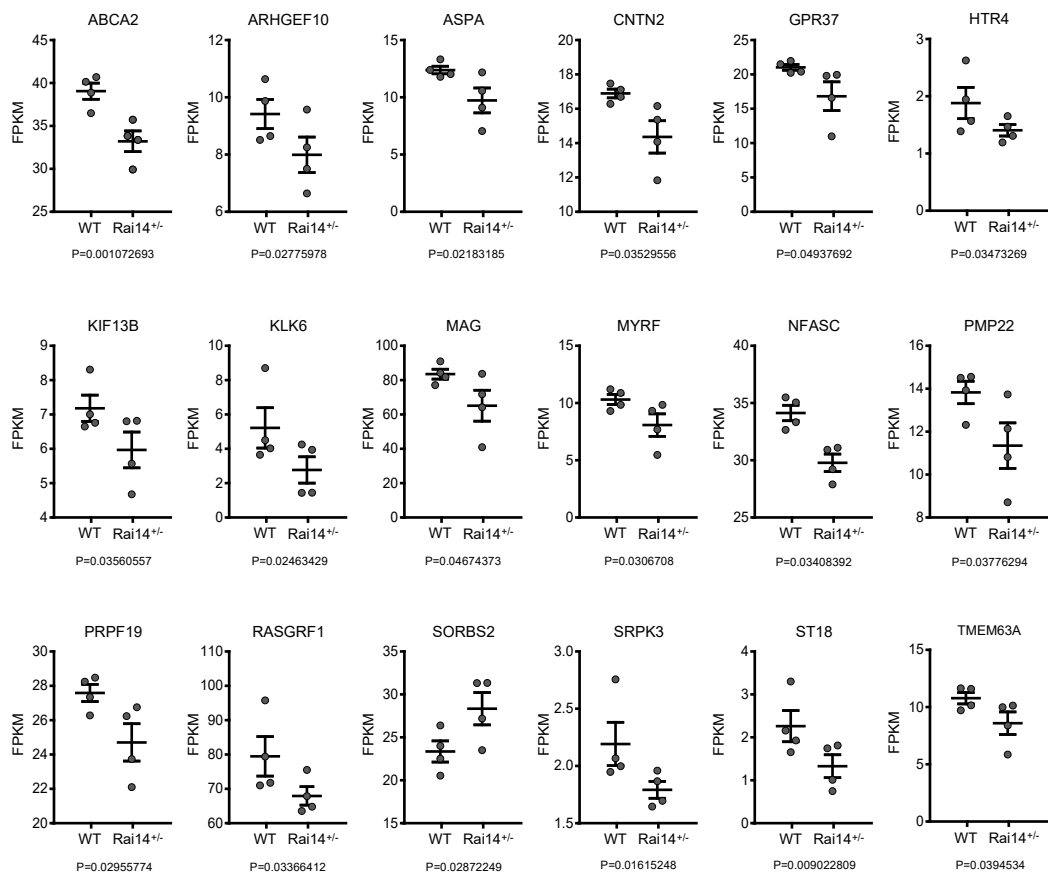 ABCA2 ARHGEF10 ASPA CNTN2 GPR37 HTR4
FPKM 45 40 35 30 25 WT Rai14+/- P=0.001072693
FPKM 12 10 8 6 WT Rai14+/- P=0.02775978
FPKM 15 10 5 0 WT Rai14+/- P=0.02183185
FPKM 20 18 16 14 12 10 WT Rai14+/- P=0.03529556
FPKM 25 20 15 10 5 0 WT Rai14+/- P=0.04937692
FPKM 3 2 1 0 WT Rai14+/- P=0.03473269
KIF13B KLK6 MAG MYRF NFASC PMP22
FPKM 9 8 7 6 5 4 WT Rai14+/- P=0.03560557
FPKM 10 8 6 4 2 0 WT Rai14+/- P=0.02463429
FPKM 100 80 60 40 20 0 WT Rai14+/- P=0.04674373
FPKM 15 10 5 0 WT Rai14+/- P=0.0306708
FPKM 40 35 30 25 WT Rai14+/- P=0.03408392
FPKM 16 14 12 10 8 WT Rai14+/- P=0.03776294
PRPF19 RASGRF1 SORBS2 SRPK3 ST18 TMEM63A
FPKM 30 28 26 24 22 20 WT Rai14+/- P=0.02955774
FPKM 110 100 90 80 70 60 WT Rai14+/- P=0.03366412
FPKM 35 30 25 20 15 WT Rai14+/- P=0.02872249
FPKM 3.0 2.5 2.0 1.5 WT Rai14+/- P=0.01615248
FPKM 4 3 2 1 0 WT Rai14+/- P=0.009022809
FPKM 15 10 5 0 WT Rai14+/- P=0.0394534